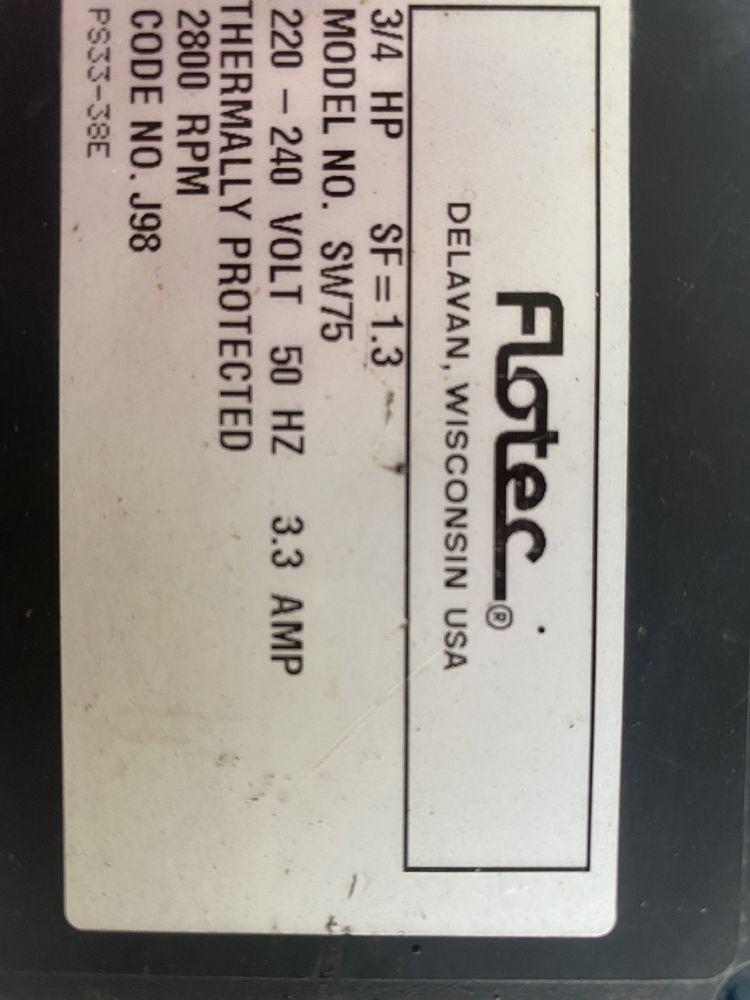 Flotec®
DELAVAN, WISCONSIN USA
3/4 HP SF=1.3
MODEL NO. SW75
220 – 240 VOLT 50 HZ 3.3 AMP
THERMALLY PROTECTED
2800 RPM
CODE NO. J98
PS33-38E